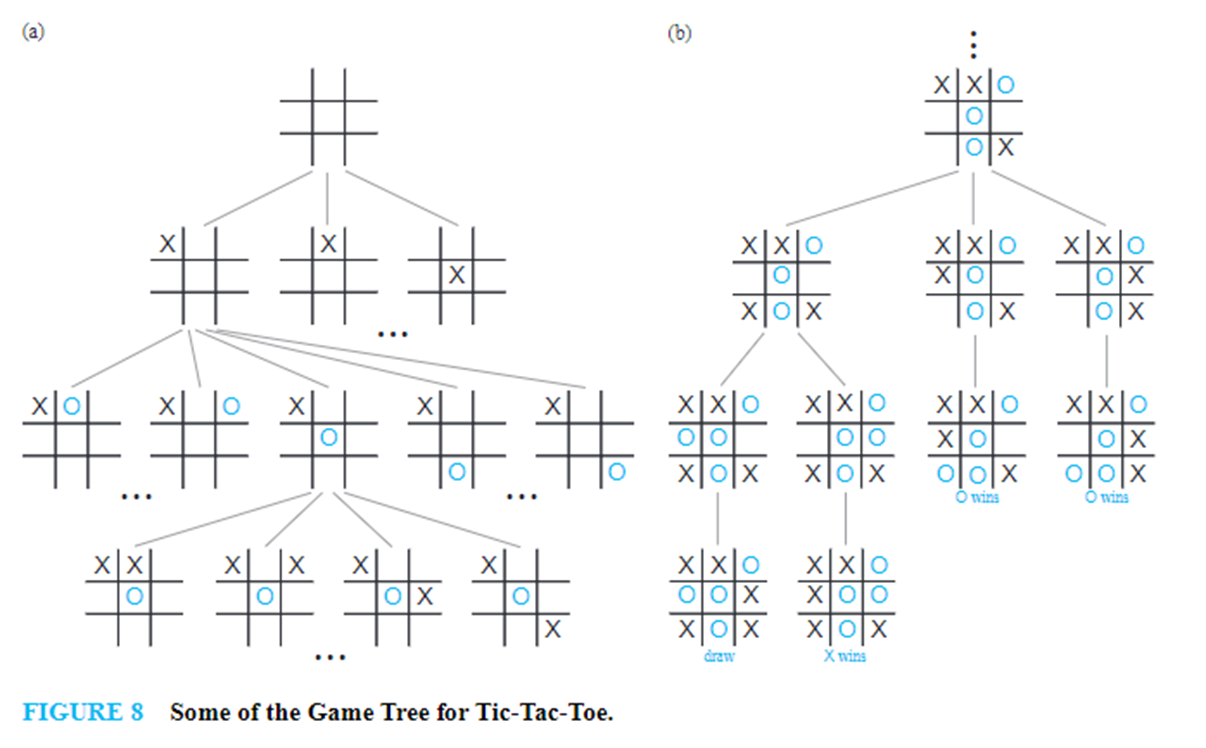 (a)
(b)
X X O
O
O X
X
X
X
X X O
O
X O X
X X O
X O
O X
X X O
O X
O X
X O
X O
X
O
X
O
X
O
X X O
O O
X O X
X X O
O O
X O X
X X O
X O
O O X
O wins
X X O
O X
O O X
O wins
X X
O
X X
O
X
O X
X
O
X
X X O
O O X
X O X
draw
X X O
X O O
X O X
X wins
FIGURE 8 Some of the Game Tree for Tic-Tac-Toe.